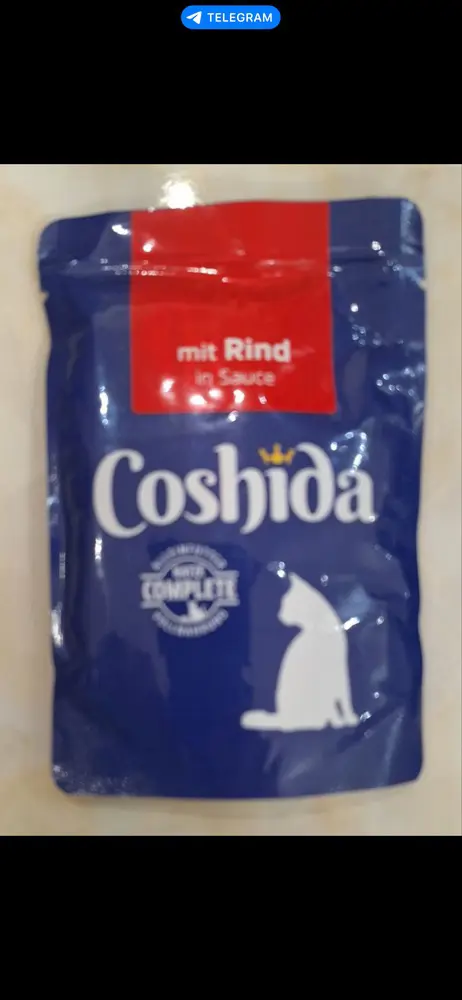 TELEGRAM
mit Rind
in Sauce
Coshida
COMPLETE